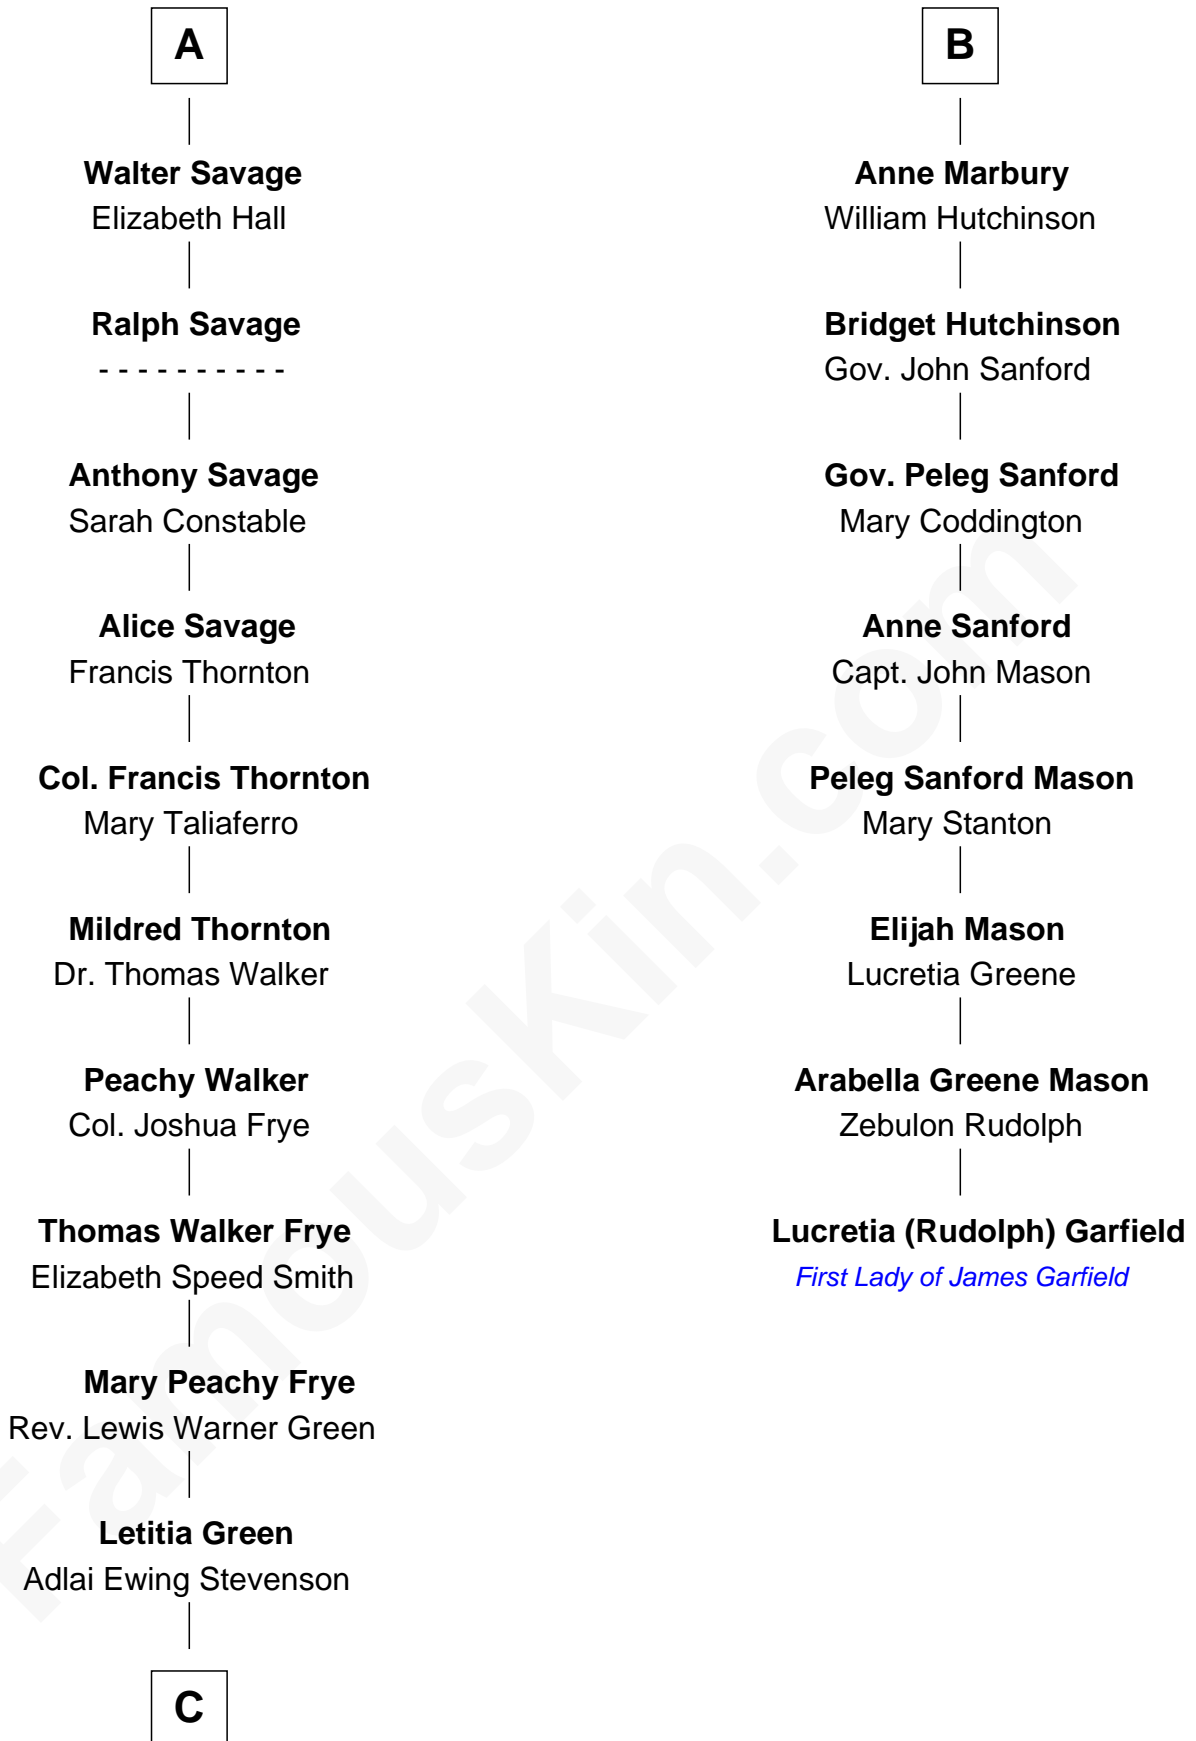 A
Walter Savage
Elizabeth Hall
Ralph Savage
- - - - - - - - - -
Anthony Savage
Sarah Constable
Alice Savage
Francis Thornton
Col. Francis Thornton
Mary Taliaferro
Mildred Thornton
Dr. Thomas Walker
Peachy Walker
Col. Joshua Frye
Thomas Walker Frye
Elizabeth Speed Smith
Mary Peachy Frye
Rev. Lewis Warner Green
Letitia Green
Adlai Ewing Stevenson
C
B
Anne Marbury
William Hutchinson
Bridget Hutchinson
Gov. John Sanford
Gov. Peleg Sanford
Mary Coddington
Anne Sanford
Capt. John Mason
Peleg Sanford Mason
Mary Stanton
Elijah Mason
Lucretia Greene
Arabella Greene Mason
Zebulon Rudolph
Lucretia (Rudolph) Garfield
First Lady of James Garfield
FamousKin.com